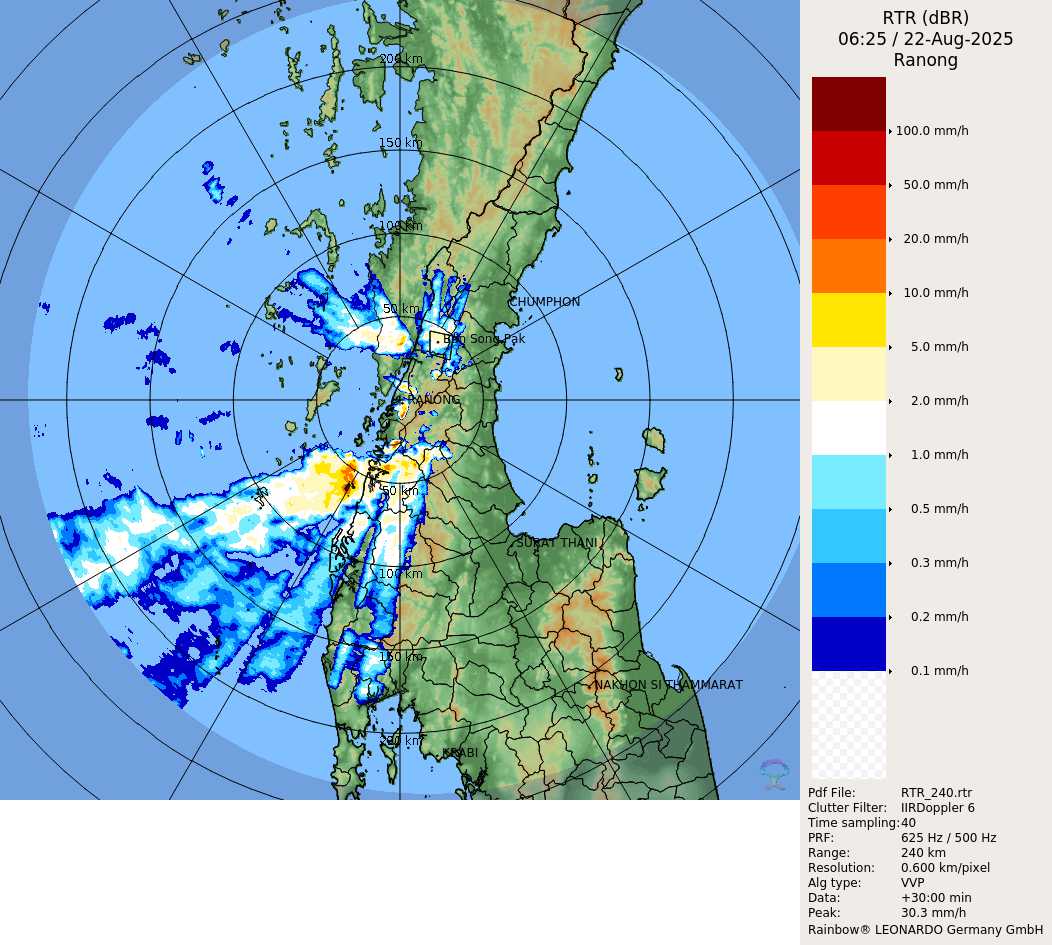 RTR (dBR)
06:25 / 22-Aug-2025
Ranong
200 km
150 km
100 km
50 km
CHUMPHON
Ban Song Pak
RANONG
50 km
SURAT THANI
100 km
150 km
NAKHON SI THAMMARAT
200 km
KRABI
100.0 mm/h
50.0 mm/h
20.0 mm/h
10.0 mm/h
5.0 mm/h
2.0 mm/h
1.0 mm/h
0.5 mm/h
0.3 mm/h
0.2 mm/h
0.1 mm/h
Pdf File: RTR_240.rtr
Clutter Filter: IIRDoppler 6
Time sampling: 40
PRF: 625 Hz / 500 Hz
Range: 240 km
Resolution: 0.600 km/pixel
Alg type: VVP
Data: +30:00 min
Peak: 30.3 mm/h
Rainbow® LEONARDO Germany GmbH